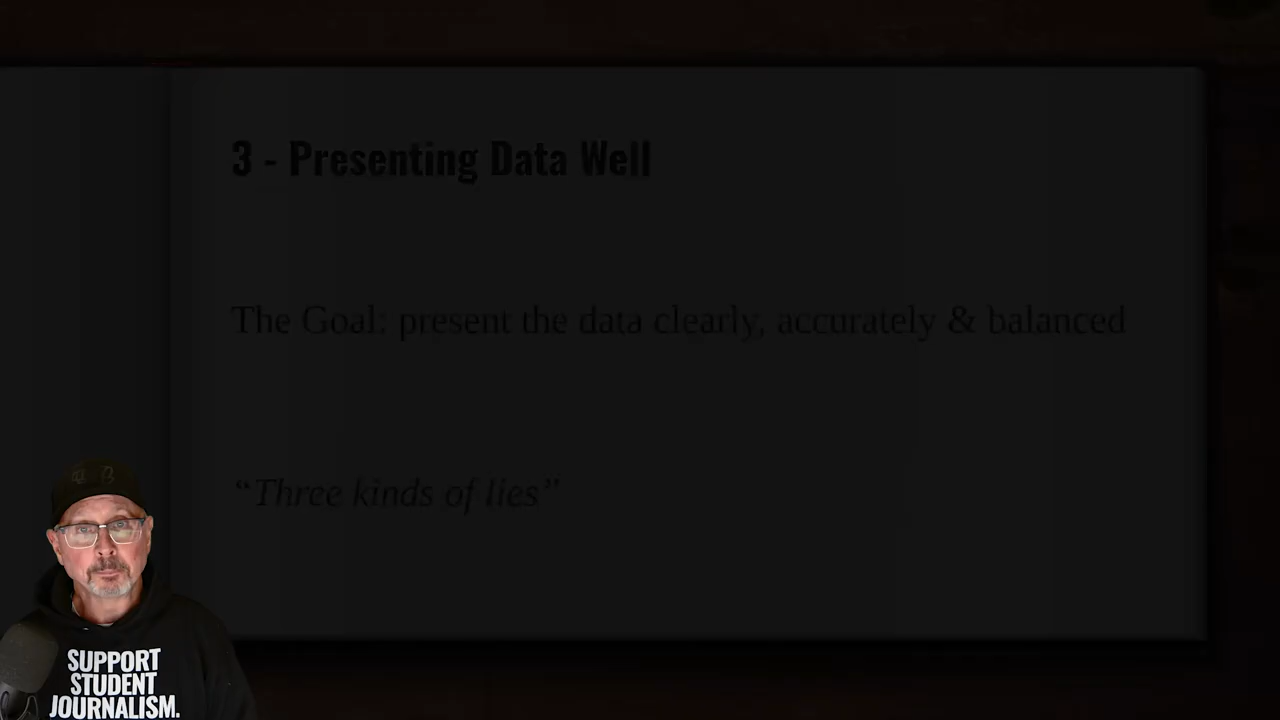 3 - Presenting Data Well
The Goal: present the data clearly, accurately & balanced
“Three kinds of lies”
SUPPORT
STUDENT
JOURNALISM.